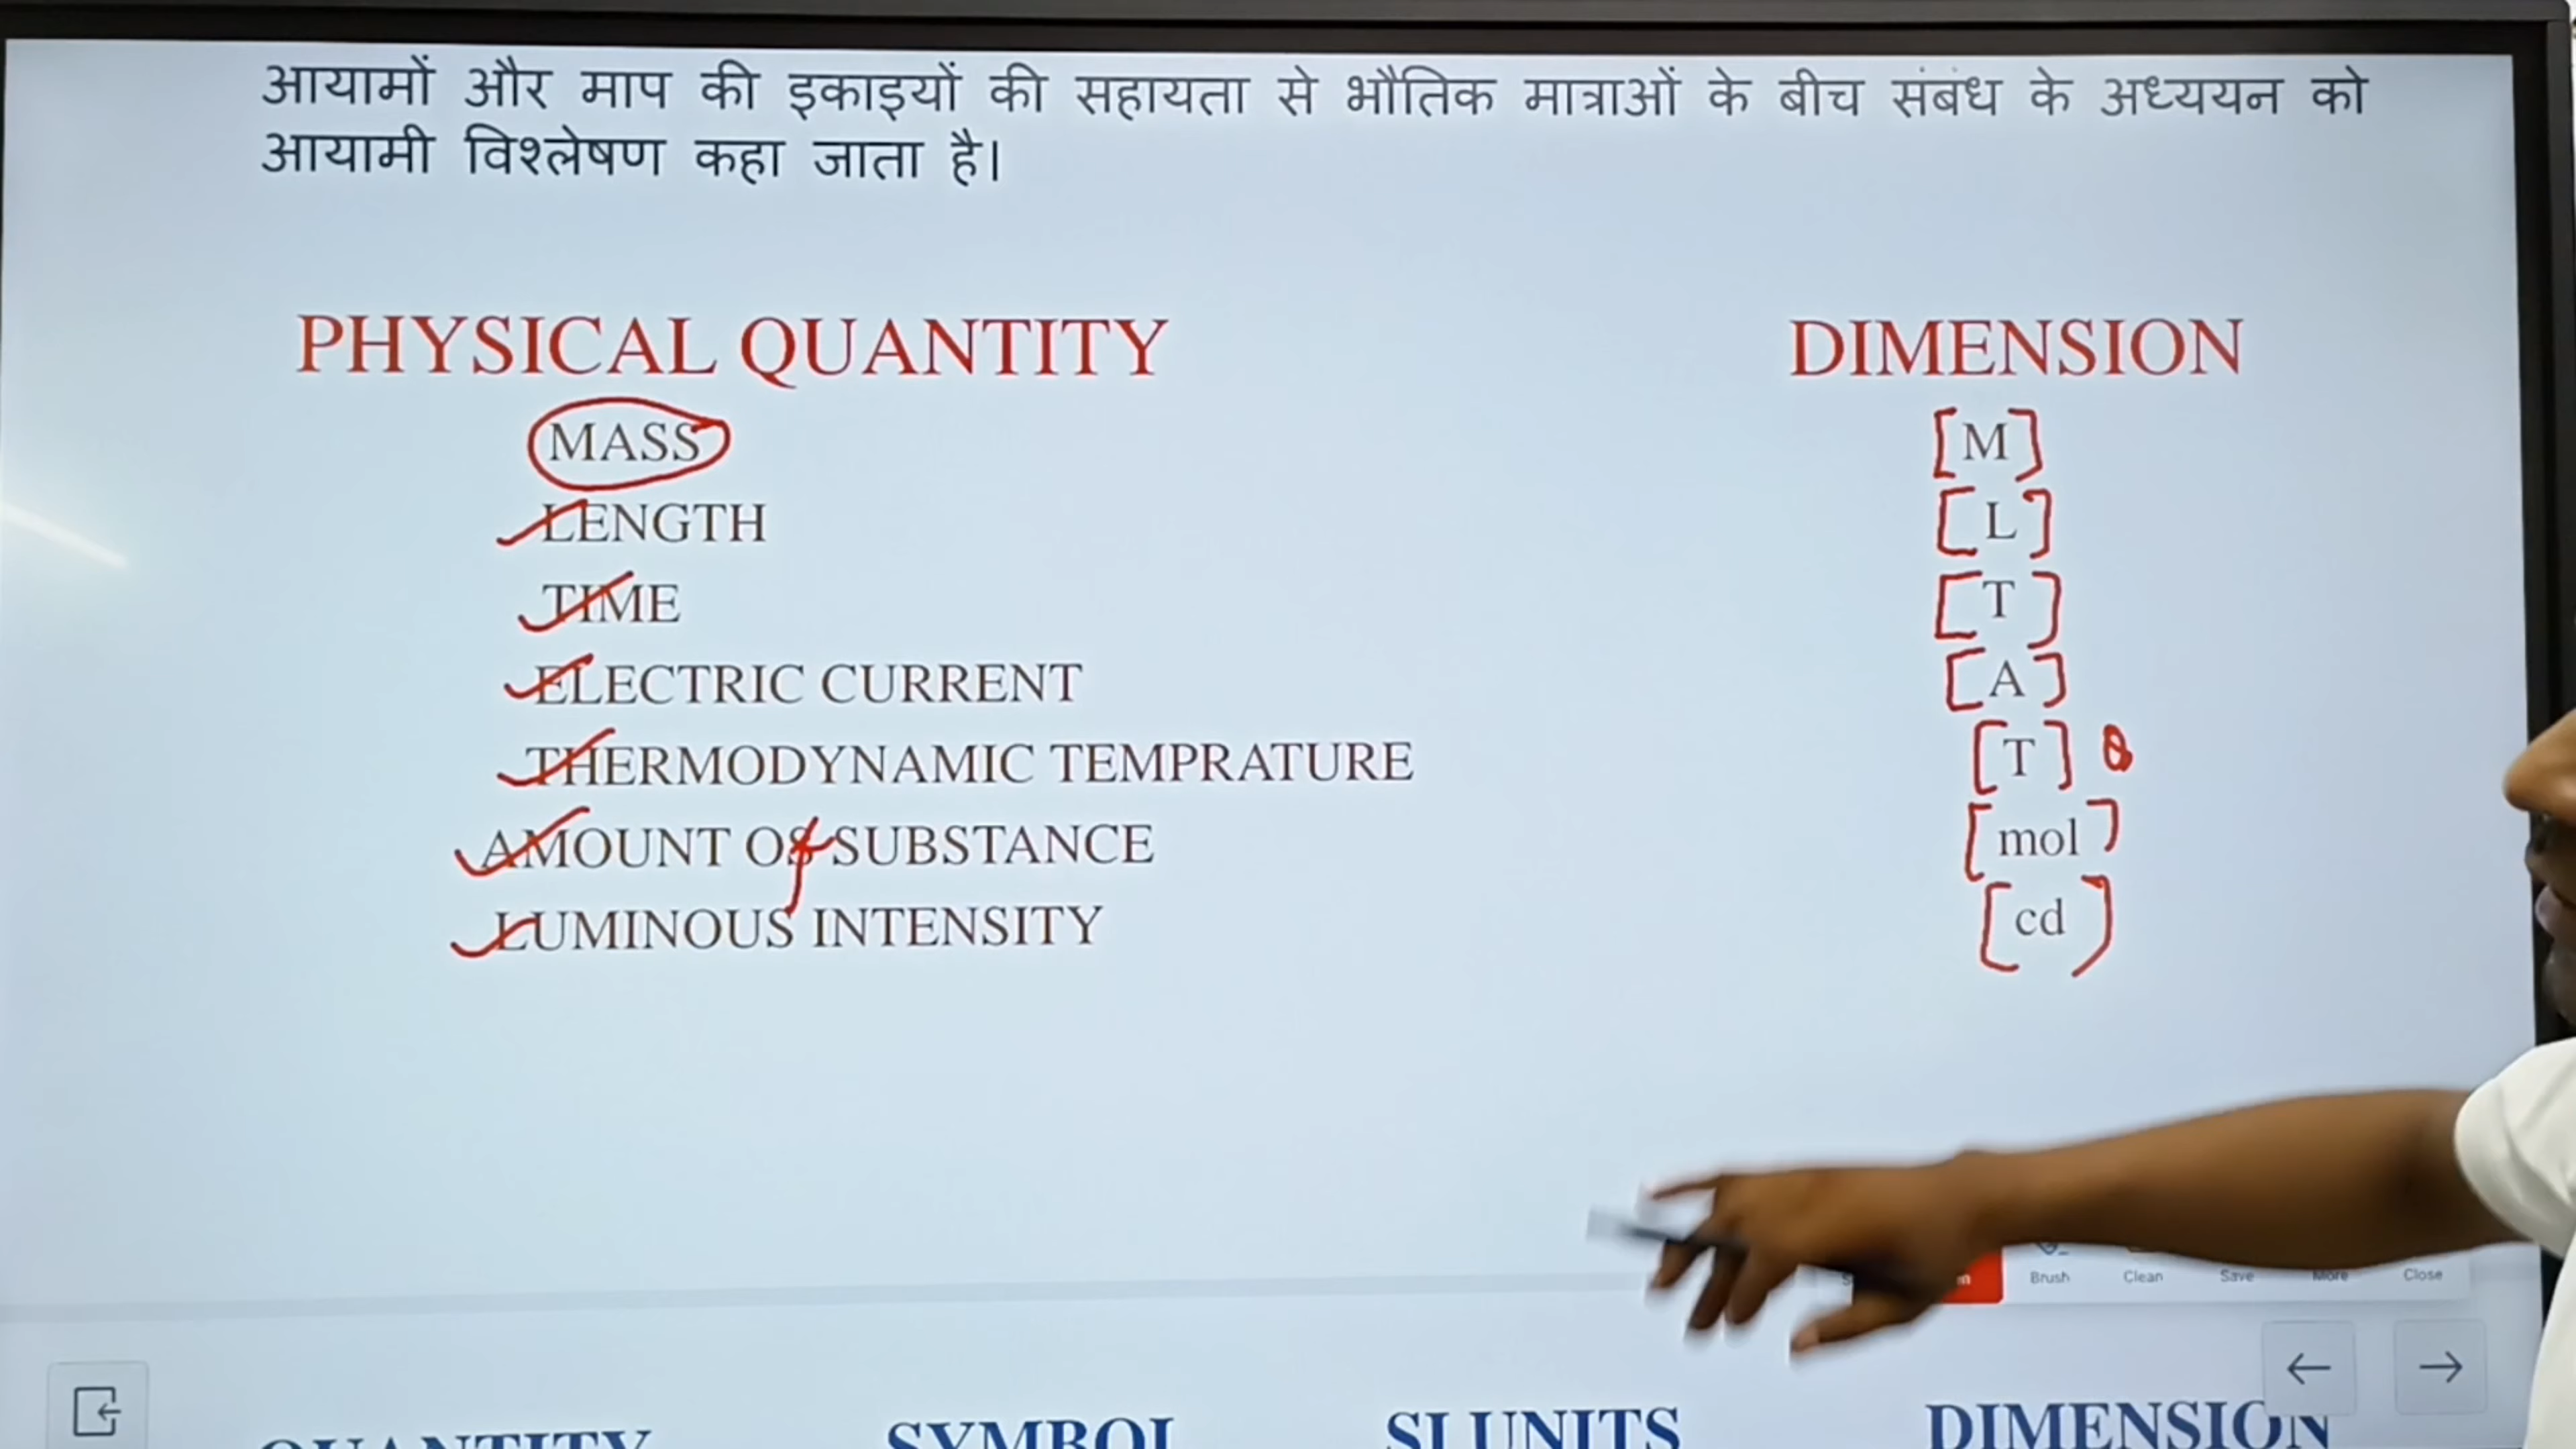 आयामों और माप की इकाइयों की सहायता से भौतिक मात्राओं के बीच संबंध के अध्ययन को
आयामी विश्लेषण कहा जाता है।
PHYSICAL QUANTITY DIMENSION
MASS [M]
LENGTH [L]
TIME [T]
ELECTRIC CURRENT [A]
THERMODYNAMIC TEMPRATURE [T]
AMOUNT Of SUBSTANCE [mol]
LUMINOUS INTENSITY [cd]
Brush Clean Save More Close
QUANTITY SYMBOL SI UNITS DIMENSION